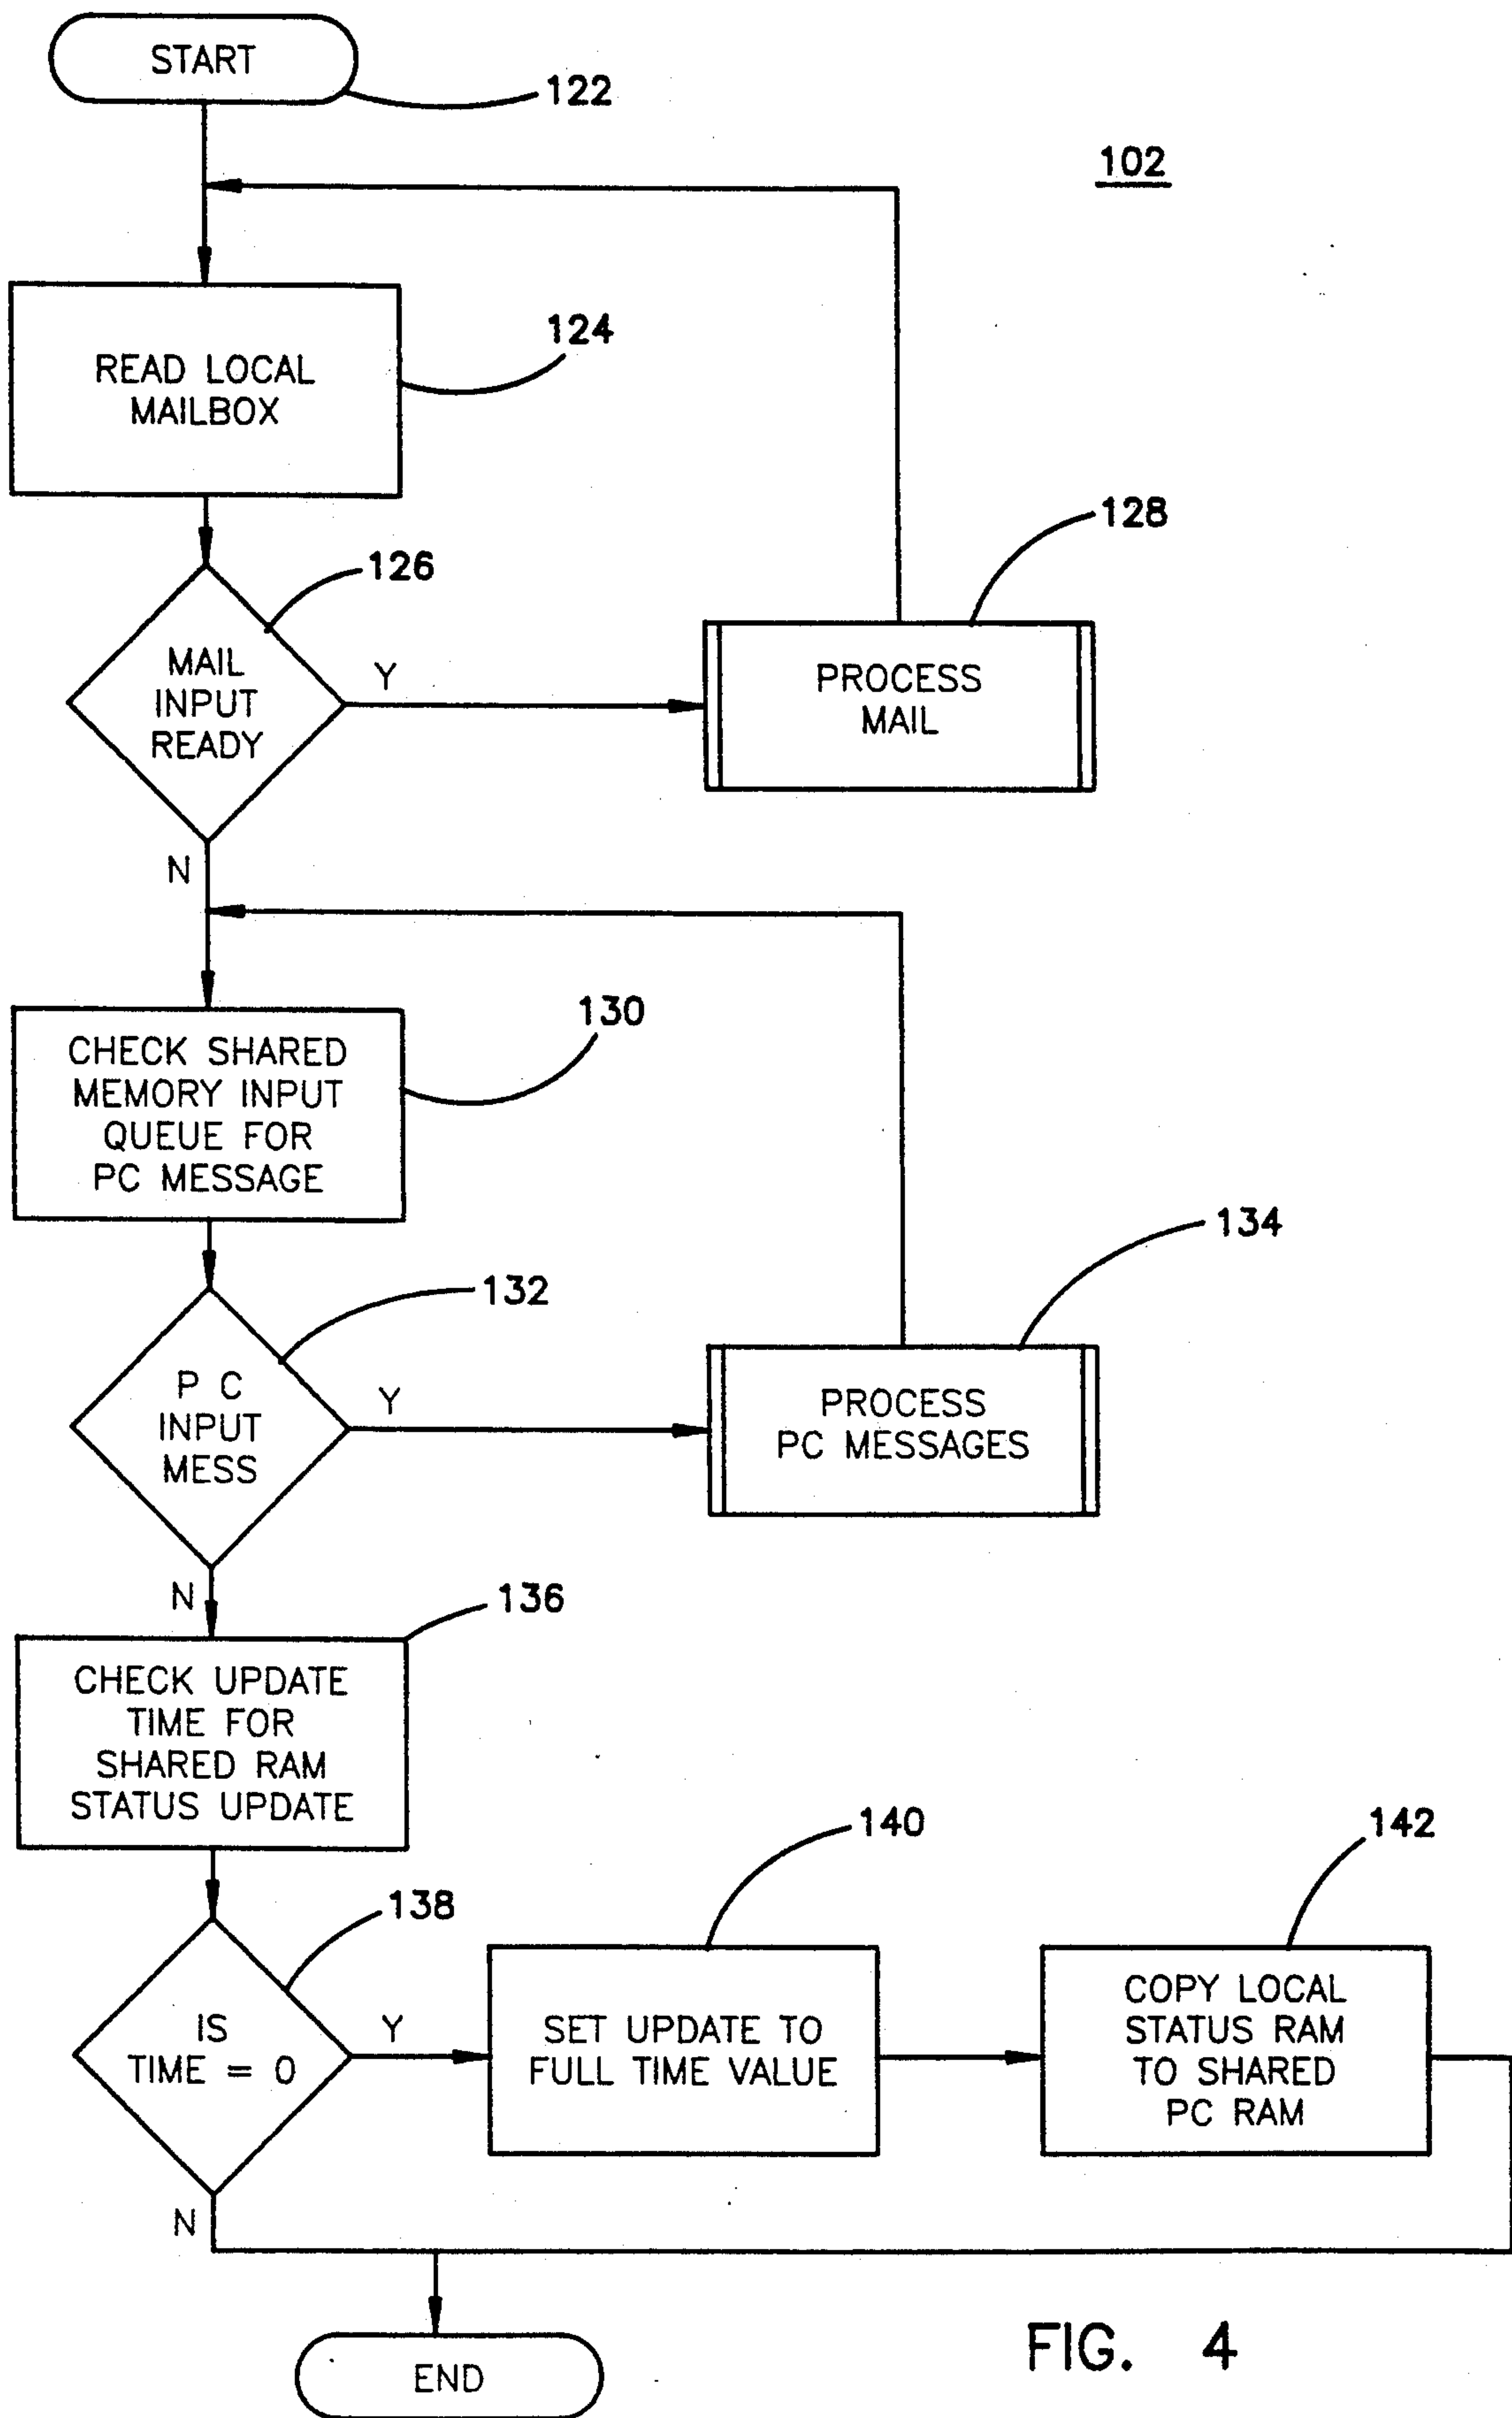 START
122
102
READ LOCAL
MAILBOX
124
126
MAIL
INPUT
READY
Y
128
PROCESS
MAIL
N
CHECK SHARED
MEMORY INPUT
QUEUE FOR
PC MESSAGE
130
132
P C
INPUT
MESS
Y
134
PROCESS
PC MESSAGES
N
136
CHECK UPDATE
TIME FOR
SHARED RAM
STATUS UPDATE
138
IS
TIME = 0
Y
140
SET UPDATE TO
FULL TIME VALUE
142
COPY LOCAL
STATUS RAM
TO SHARED
PC RAM
N
END
FIG. 4